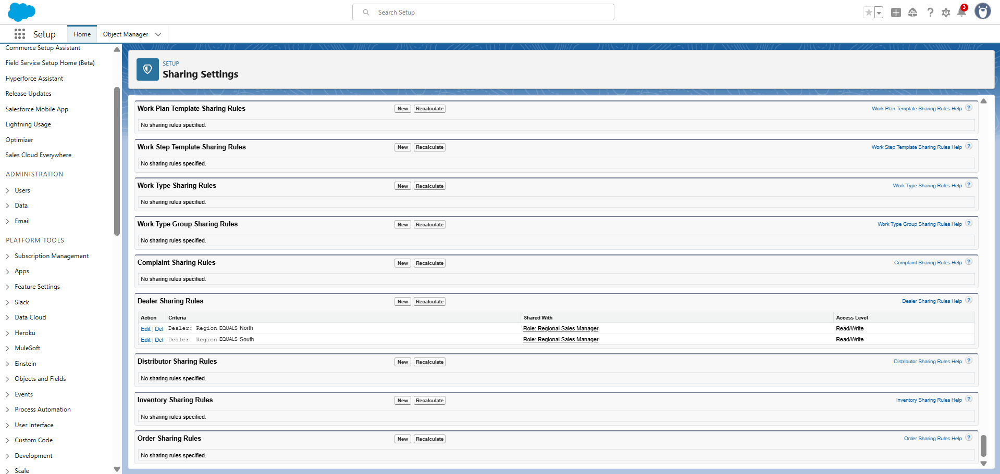 Search Setup
3
Setup
Home
Object Manager
Commerce Setup Assistant
Field Service Setup Home (Beta)
Hyperforce Assistant
Release Updates
Salesforce Mobile App
Lightning Usage
Optimizer
Sales Cloud Everywhere
ADMINISTRATION
Users
Data
Email
PLATFORM TOOLS
Subscription Management
Apps
Feature Settings
Slack
Data Cloud
Heroku
MuleSoft
Einstein
Objects and Fields
Events
Process Automation
User Interface
Custom Code
Development
Scale
SETUP
Sharing Settings
Work Plan Template Sharing Rules New Recalculate Work Plan Template Sharing Rules Help ?
No sharing rules specified.
Work Step Template Sharing Rules New Recalculate Work Step Template Sharing Rules Help ?
No sharing rules specified.
Work Type Sharing Rules New Recalculate Work Type Sharing Rules Help ?
No sharing rules specified.
Work Type Group Sharing Rules New Recalculate Work Type Group Sharing Rules Help ?
No sharing rules specified.
Complaint Sharing Rules New Recalculate Complaint Sharing Rules Help ?
No sharing rules specified.
Dealer Sharing Rules New Recalculate Dealer Sharing Rules Help ?
Action Criteria Shared With Access Level
Edit | Del Dealer: Region EQUALS North Role: Regional Sales Manager Read/Write
Edit | Del Dealer: Region EQUALS South Role: Regional Sales Manager Read/Write
Distributor Sharing Rules New Recalculate Distributor Sharing Rules Help ?
No sharing rules specified.
Inventory Sharing Rules New Recalculate Inventory Sharing Rules Help ?
No sharing rules specified.
Order Sharing Rules New Recalculate Order Sharing Rules Help ?
No sharing rules specified.